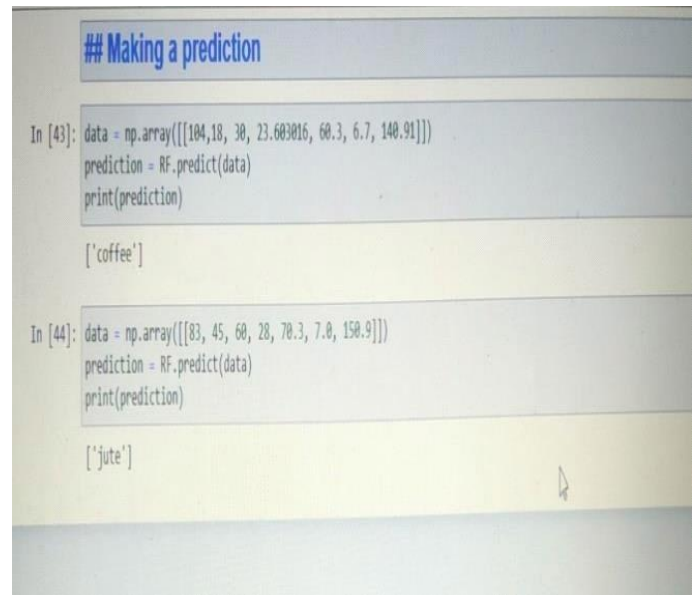 ## Making a prediction
In [43]: data = np.array([[104,18, 30, 23.603016, 60.3, 6.7, 140.91]])
prediction = RF.predict(data)
print(prediction)
['coffee']
In [44]: data = np.array([[83, 45, 60, 28, 70.3, 7.0, 150.9]])
prediction = RF.predict(data)
print(prediction)
['jute']